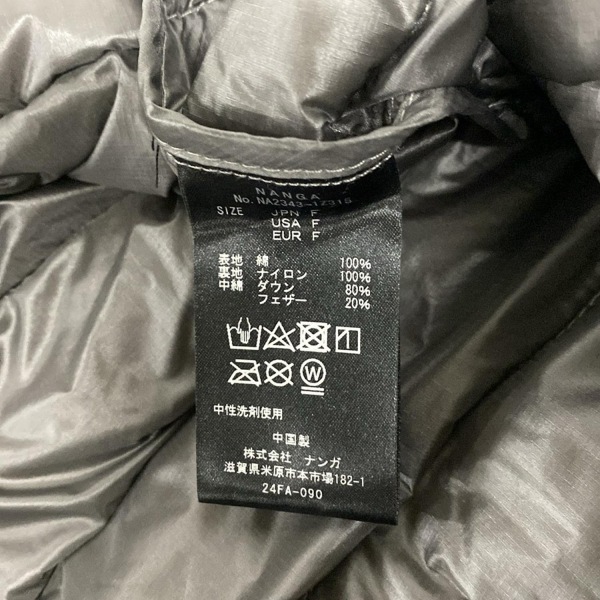 NANGA
No. NA2343-1Z315
SIZE JPN F
USA F
EUR F
表地 綿 100%
裏地 ナイロン 100%
中綿 ダウン 80%
フェザー 20%
W
中性洗剤使用
中国製
株式会社 ナンガ
滋賀県米原市本市場182-1
24FA-090